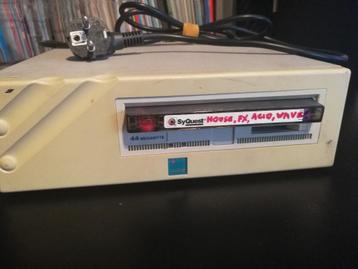 SyQuest HOUSE, FX, ACID, WAVE
44 MEGABYTE